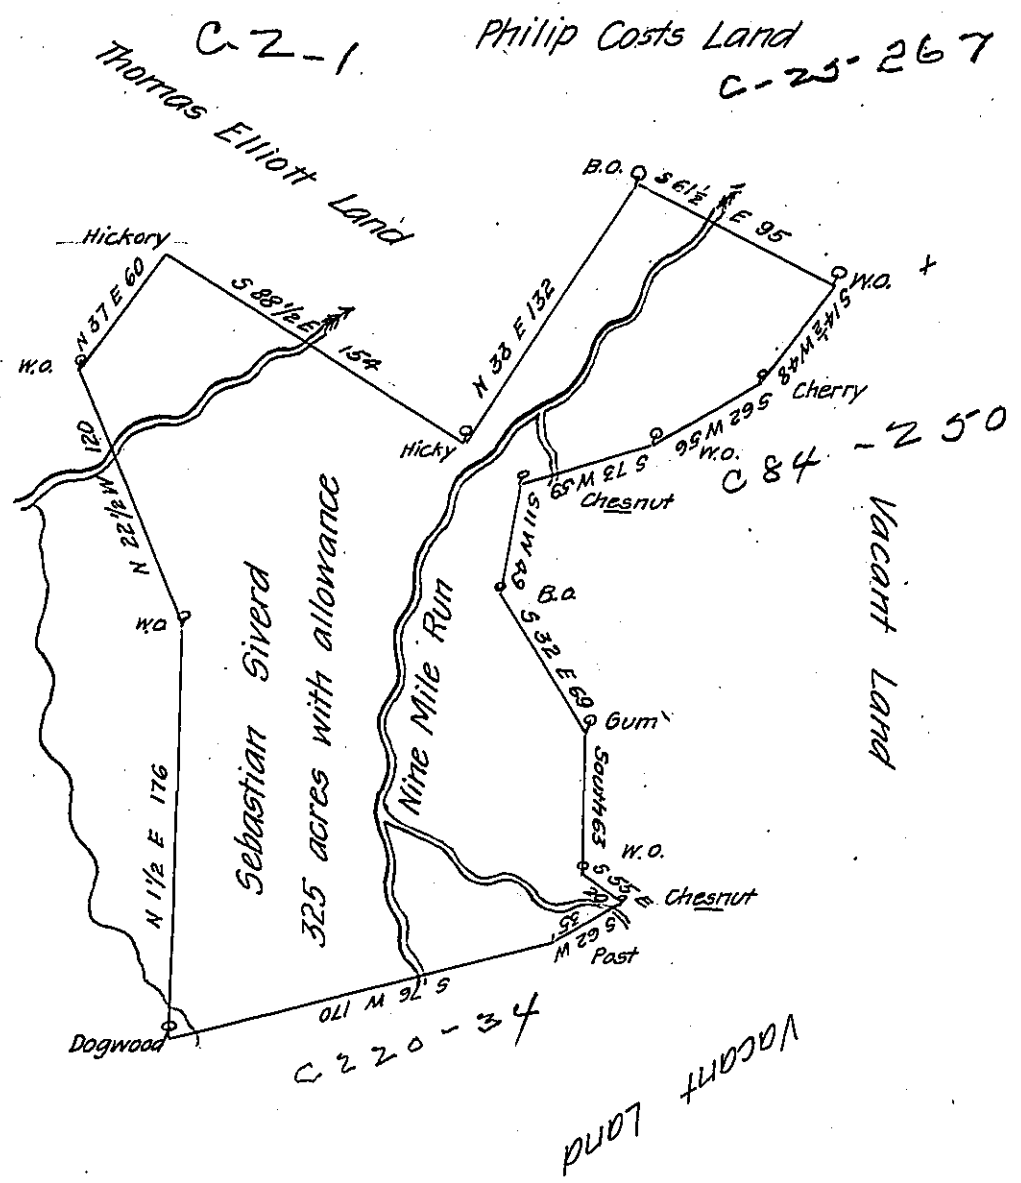 C-2-1
Philip Costs Land
C-25-267
Thomas Elliott Land
B.O.
S 61½ E 95
Hickory
N 37 E 60
S 88½ E 154
W.O.
N 32 E 132
W.O.
S 14½ W 48
Cherry
Hicky
S 62 W 56
W.O.
C 84 -250
S 73 W 59
Chesnut
N 22½ W 120
S 11 W 49
B.O.
W.O.
S 32 E 69
Gum
Vacant Land
Sebastian Siverd
325 acres with allowance
Nine Mile Run
South 63
N 1½ E 176
W.O.
S 55 E
Chesnut
S 62 W 35
Post
S 76 W 170
Dogwood
C 220-34
Vacant Land